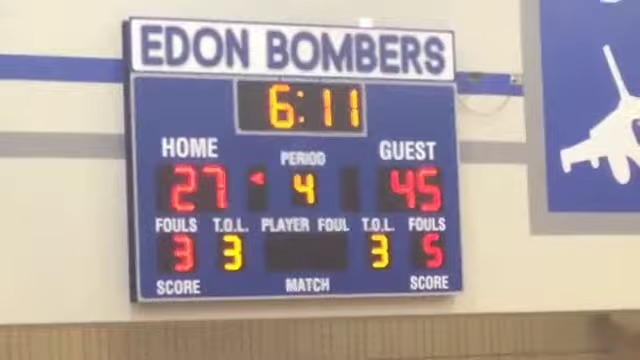 EDON BOMBERS
6:11
HOME PERIOD GUEST
27 4 45
FOULS T.O.L. PLAYER FOUL T.O.L. FOULS
3 3 3 5
SCORE MATCH SCORE